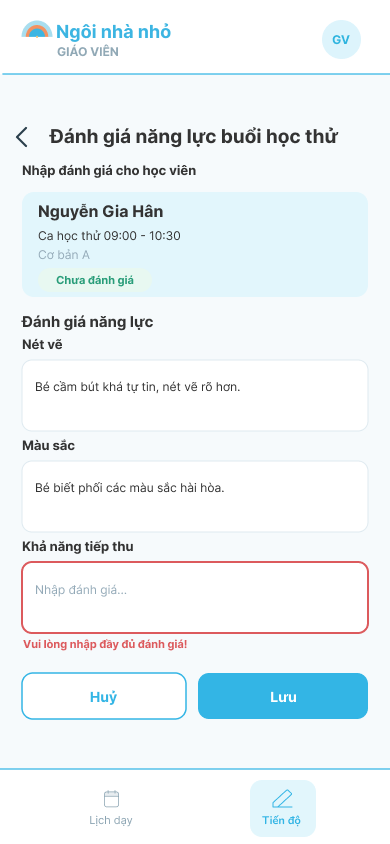 Ngôi nhà nhỏ
GIÁO VIÊN
GV
Đánh giá năng lực buổi học thử
Nhập đánh giá cho học viên
Nguyễn Gia Hân
Ca học thử 09:00 - 10:30
Cơ bản A
Chưa đánh giá
Đánh giá năng lực
Nét vẽ
Bé cầm bút khá tự tin, nét vẽ rõ hơn.
Màu sắc
Bé biết phối các màu sắc hài hòa.
Khả năng tiếp thu
Nhập đánh giá...
Vui lòng nhập đầy đủ đánh giá!
Huỷ
Lưu
Lịch dạy
Tiến độ